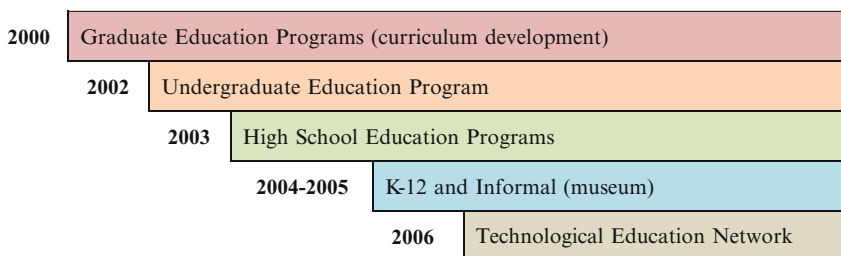 2000 Graduate Education Programs (curriculum development)
2002 Undergraduate Education Program
2003 High School Education Programs
2004-2005 K-12 and Informal (museum)
2006 Technological Education Network